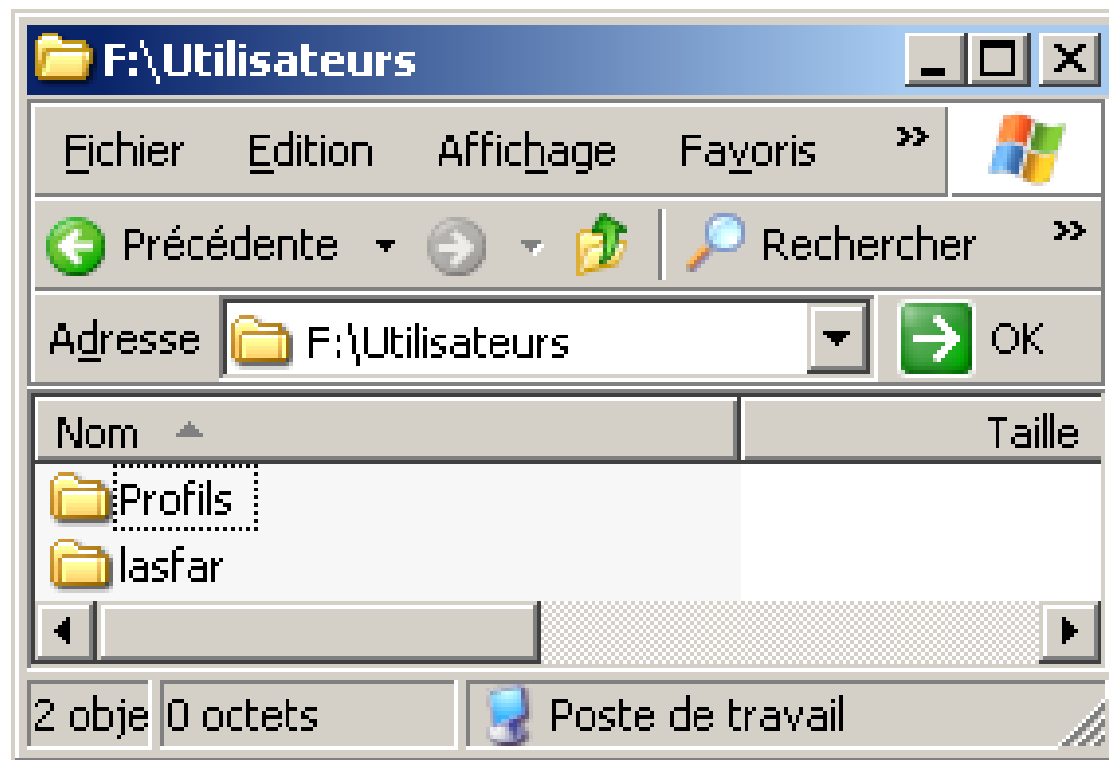 F:\Utilisateurs
Fichier Edition Affichage Favoris »
Précédente Rechercher »
Adresse F:\Utilisateurs OK
Nom Taille
Profils
lasfar
2 obje 0 octets Poste de travail